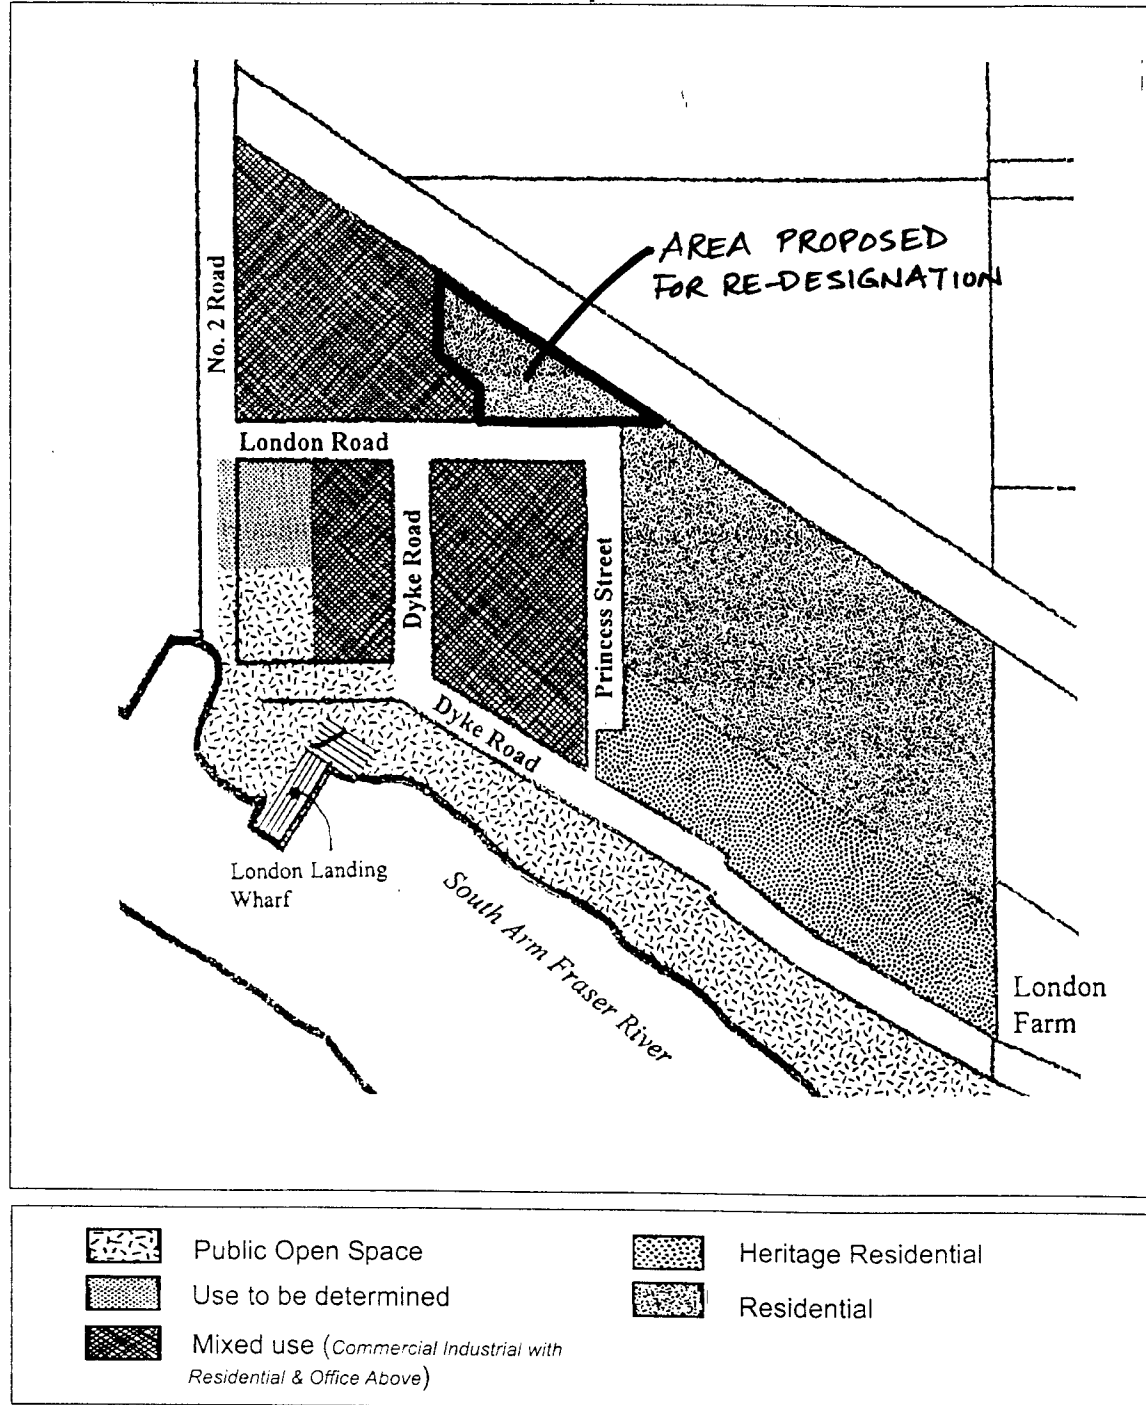 AREA PROPOSED
FOR RE-DESIGNATION
No. 2 Road
London Road
Dyke Road
Princess Street
Dyke Road
London Landing
Wharf
South Arm Fraser River
London
Farm
Public Open Space
Use to be determined
Mixed use (Commercial Industrial with
Residential & Office Above)
Heritage Residential
Residential